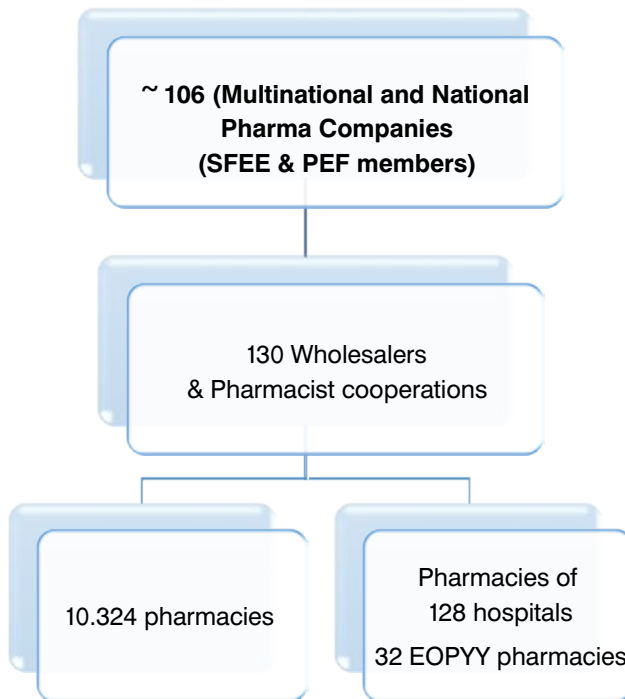 ~ 106 (Multinational and National
Pharma Companies
(SFEE & PEF members)
130 Wholesalers
& Pharmacist cooperations
10.324 pharmacies
Pharmacies of
128 hospitals
32 EOPYY pharmacies